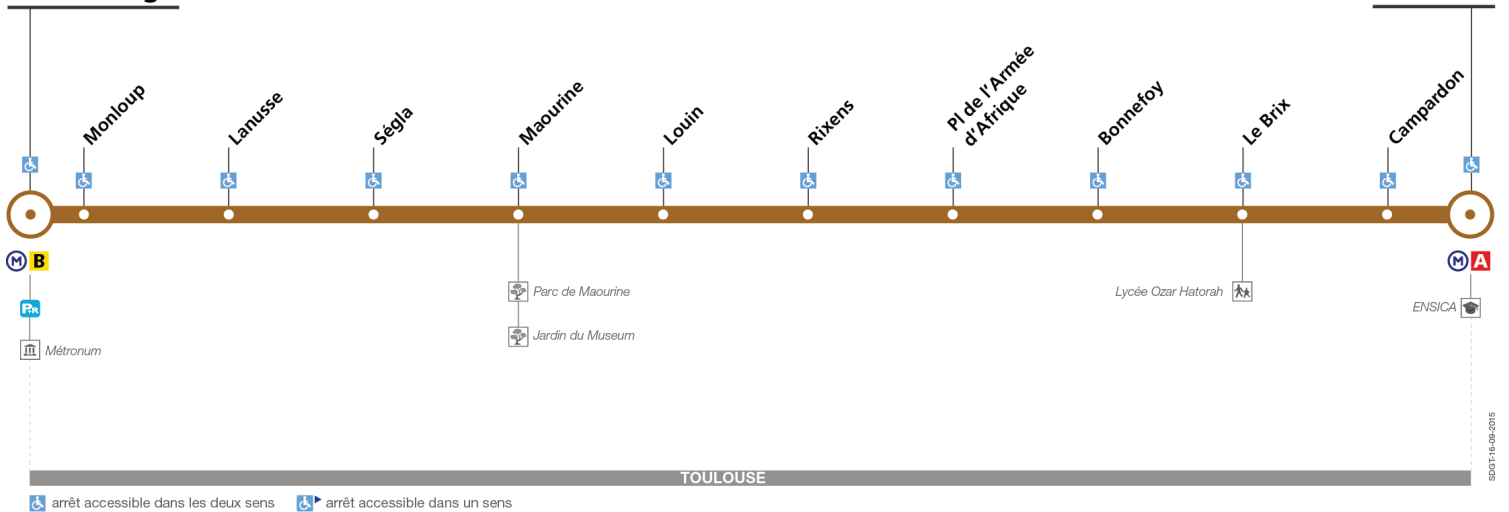 Monloup
Lanusse
Ségla
Maourine
Louin
Rixens
Pl de l'Armée
d'Afrique
Bonnefoy
Le Brix
Campardon
M B
M A
P+R
Métronum
Parc de Maourine
Jardin du Museum
Lycée Ozar Hatorah
ENSICA
TOULOUSE
arrêt accessible dans les deux sens
arrêt accessible dans un sens
SDGT-16-09-2015